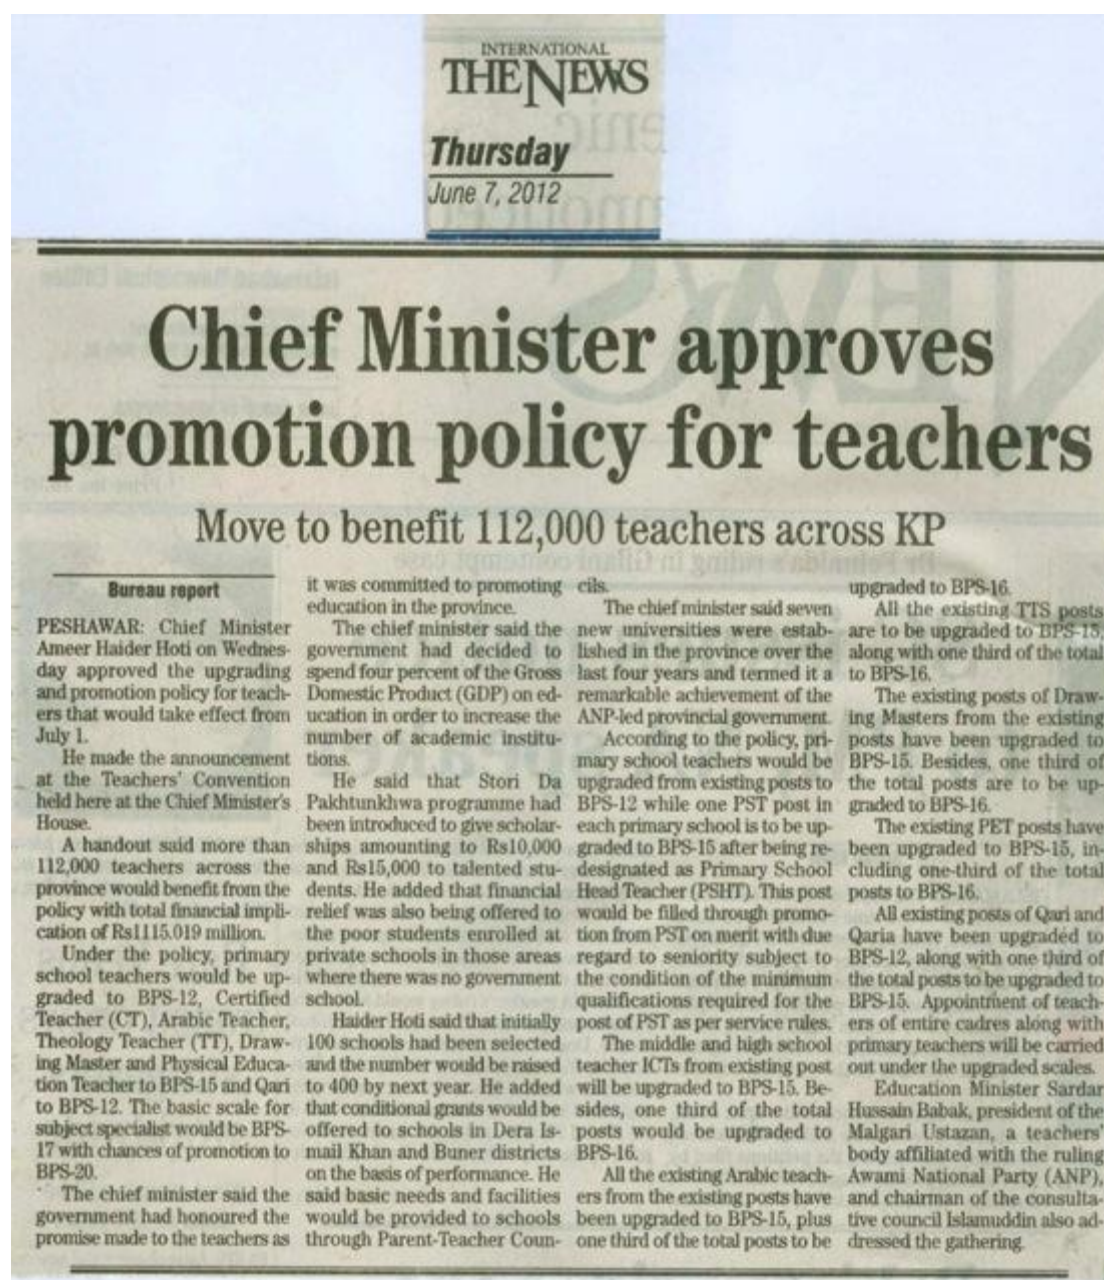 INTERNATIONAL
THE NEWS
Thursday
June 7, 2012
Chief Minister approves
promotion policy for teachers
Move to benefit 112,000 teachers across KP
Bureau report
PESHAWAR: Chief Minister
Ameer Haider Hoti on Wednes-
day approved the upgrading
and promotion policy for teach-
ers that would take effect from
July 1.
He made the announcement
at the Teachers' Convention
held here at the Chief Minister's
House.
A handout said more than
112,000 teachers across the
province would benefit from the
policy with total financial impli-
cation of Rs1115.019 million.
Under the policy, primary
school teachers would be up-
graded to BPS-12, Certified
Teacher (CT), Arabic Teacher,
Theology Teacher (TT), Draw-
ing Master and Physical Educa-
tion Teacher to BPS-15 and Qari
to BPS-12. The basic scale for
subject specialist would be BPS-
17 with chances of promotion to
BPS-20.
The chief minister said the
government had honoured the
promise made to the teachers as
it was committed to promoting
education in the province.
The chief minister said the
government had decided to
spend four percent of the Gross
Domestic Product (GDP) on ed-
ucation in order to increase the
number of academic institu-
tions.
He said that Stori Da
Pakhtunkhwa programme had
been introduced to give scholar-
ships amounting to Rs10,000
and Rs15,000 to talented stu-
dents. He added that financial
relief was also being offered to
the poor students enrolled at
private schools in those areas
where there was no government
school.
Haider Hoti said that initially
100 schools had been selected
and the number would be raised
to 400 by next year. He added
that conditional grants would be
offered to schools in Dera Is-
mail Khan and Buner districts
on the basis of performance. He
said basic needs and facilities
would be provided to schools
through Parent-Teacher Coun-
cils.
The chief minister said seven
new universities were estab-
lished in the province over the
last four years and termed it a
remarkable achievement of the
ANP-led provincial government.
According to the policy, pri-
mary school teachers would be
upgraded from existing posts to
BPS-12 while one PST post in
each primary school is to be up-
graded to BPS-15 after being re-
designated as Primary School
Head Teacher (PSHT). This post
would be filled through promo-
tion from PST on merit with due
regard to seniority subject to
the condition of the minimum
qualifications required for the
post of PST as per service rules.
The middle and high school
teacher ICTs from existing post
will be upgraded to BPS-15. Be-
sides, one third of the total
posts would be upgraded to
BPS-16.
All the existing Arabic teach-
ers from the existing posts have
been upgraded to BPS-15, plus
one third of the total posts to be
upgraded to BPS-16.
All the existing TTS posts
are to be upgraded to BPS-15,
along with one third of the total
to BPS-16.
The existing posts of Draw-
ing Masters from the existing
posts have been upgraded to
BPS-15. Besides, one third of
the total posts are to be up-
graded to BPS-16.
The existing PET posts have
been upgraded to BPS-15, in-
cluding one-third of the total
posts to BPS-16.
All existing posts of Qari and
Qaria have been upgraded to
BPS-12, along with one third of
the total posts to be upgraded to
BPS-15. Appointment of teach-
ers of entire cadres along with
primary teachers will be carried
out under the upgraded scales.
Education Minister Sardar
Hussain Babak, president of the
Malgari Ustazan, a teachers'
body affiliated with the ruling
Awami National Party (ANP),
and chairman of the consulta-
tive council Islamuddin also ad-
dressed the gathering.